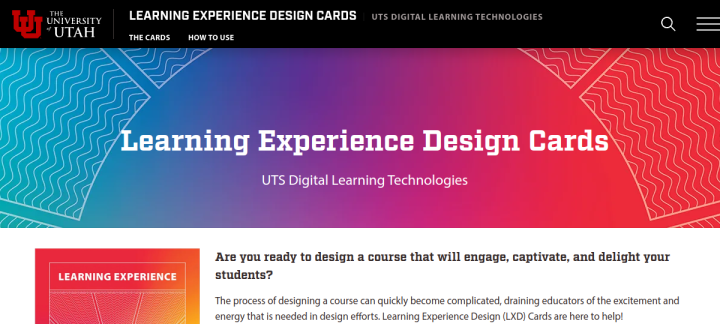 THE
UNIVERSITY
of
UTAH
LEARNING EXPERIENCE DESIGN CARDS
UTS DIGITAL LEARNING TECHNOLOGIES
THE CARDS
HOW TO USE
Learning Experience Design Cards
UTS Digital Learning Technologies
LEARNING EXPERIENCE
Are you ready to design a course that will engage, captivate, and delight your
students?
The process of designing a course can quickly become complicated, draining educators of the excitement and
energy that is needed in design efforts. Learning Experience Design (LXD) Cards are here to help!